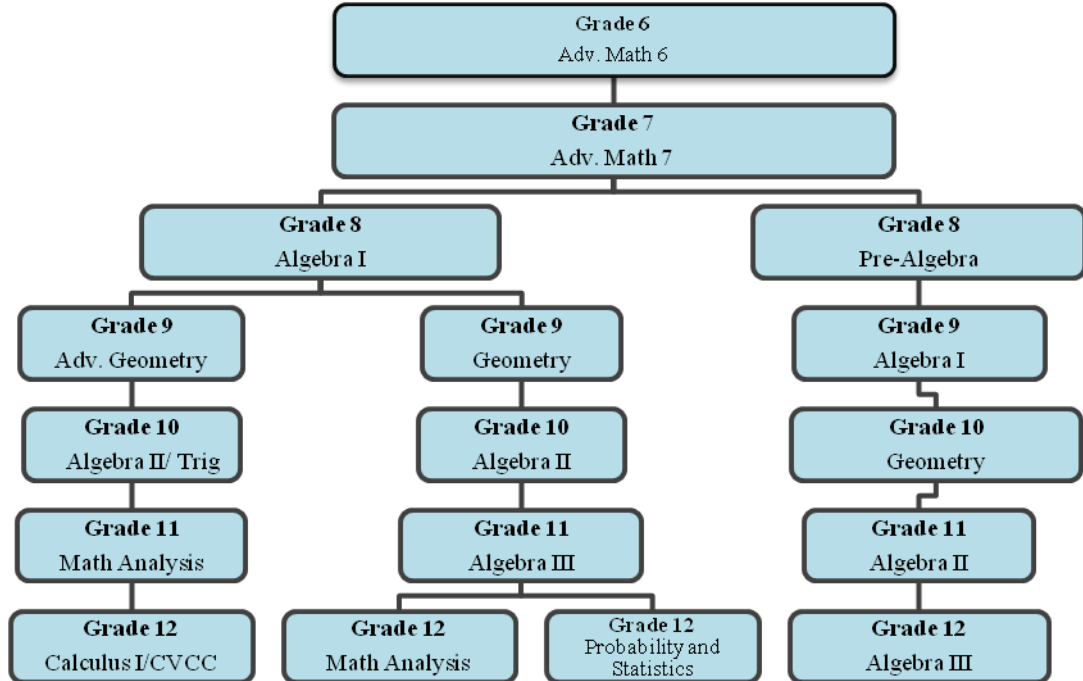 Grade 6
Adv. Math 6
Grade 7
Adv. Math 7
Grade 8
Algebra I
Grade 8
Pre-Algebra
Grade 9
Adv. Geometry
Grade 9
Geometry
Grade 9
Algebra I
Grade 10
Algebra II/ Trig
Grade 10
Algebra II
Grade 10
Geometry
Grade 11
Math Analysis
Grade 11
Algebra III
Grade 11
Algebra II
Grade 12
Calculus I/CVCC
Grade 12
Math Analysis
Grade 12
Probability and
Statistics
Grade 12
Algebra III